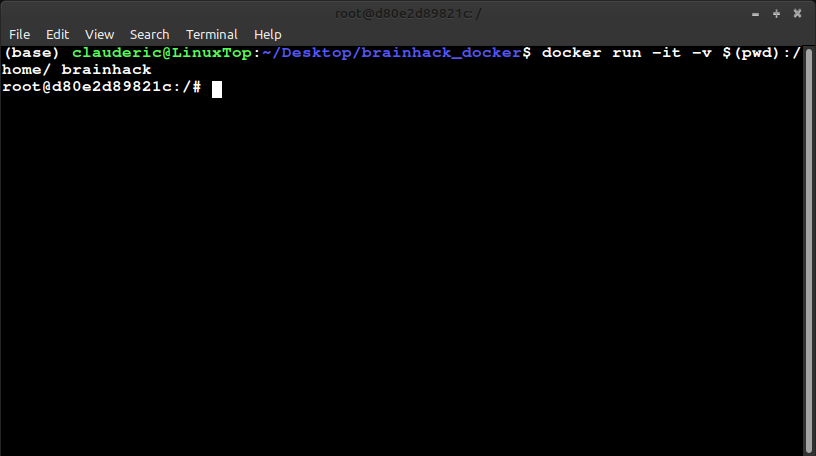 root@d80e2d89821c: /
File Edit View Search Terminal Help
(base) clauderic@LinuxTop:~/Desktop/brainhack_docker$ docker run -it -v $(pwd):/
home/ brainhack
root@d80e2d89821c:/#